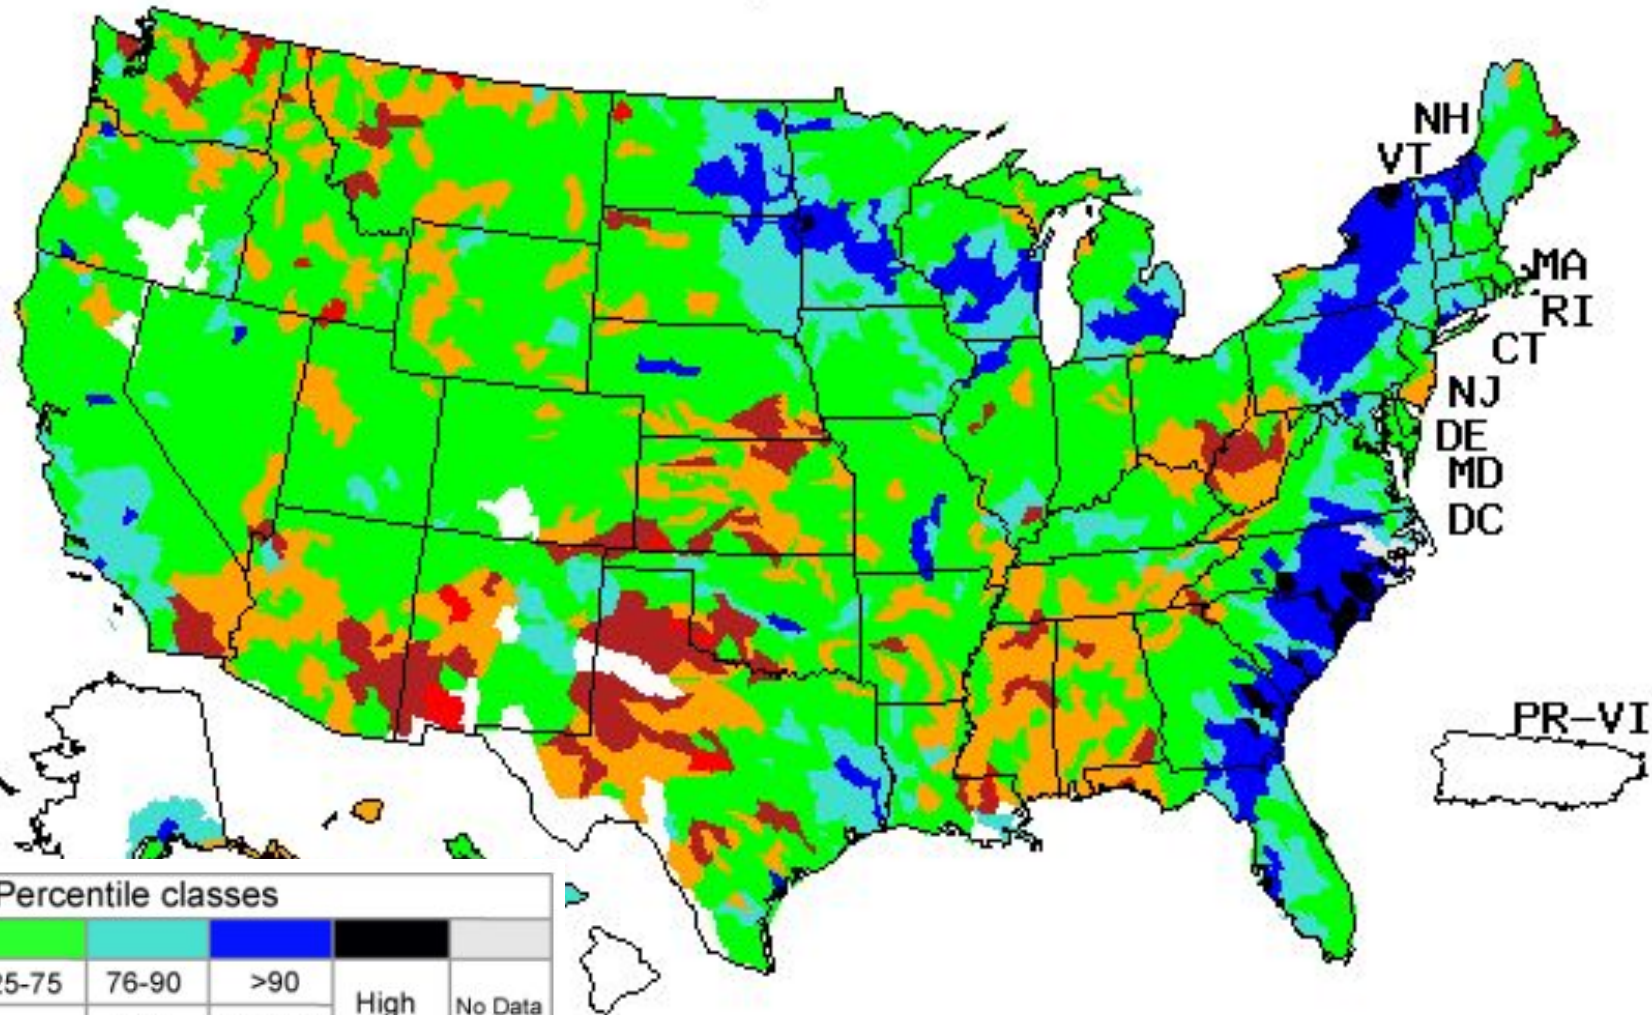 NH
VT
MA
RI
CT
NJ
DE
MD
DC
PR-VI
Percentile classes
25-75 76-90 >90 High No Data